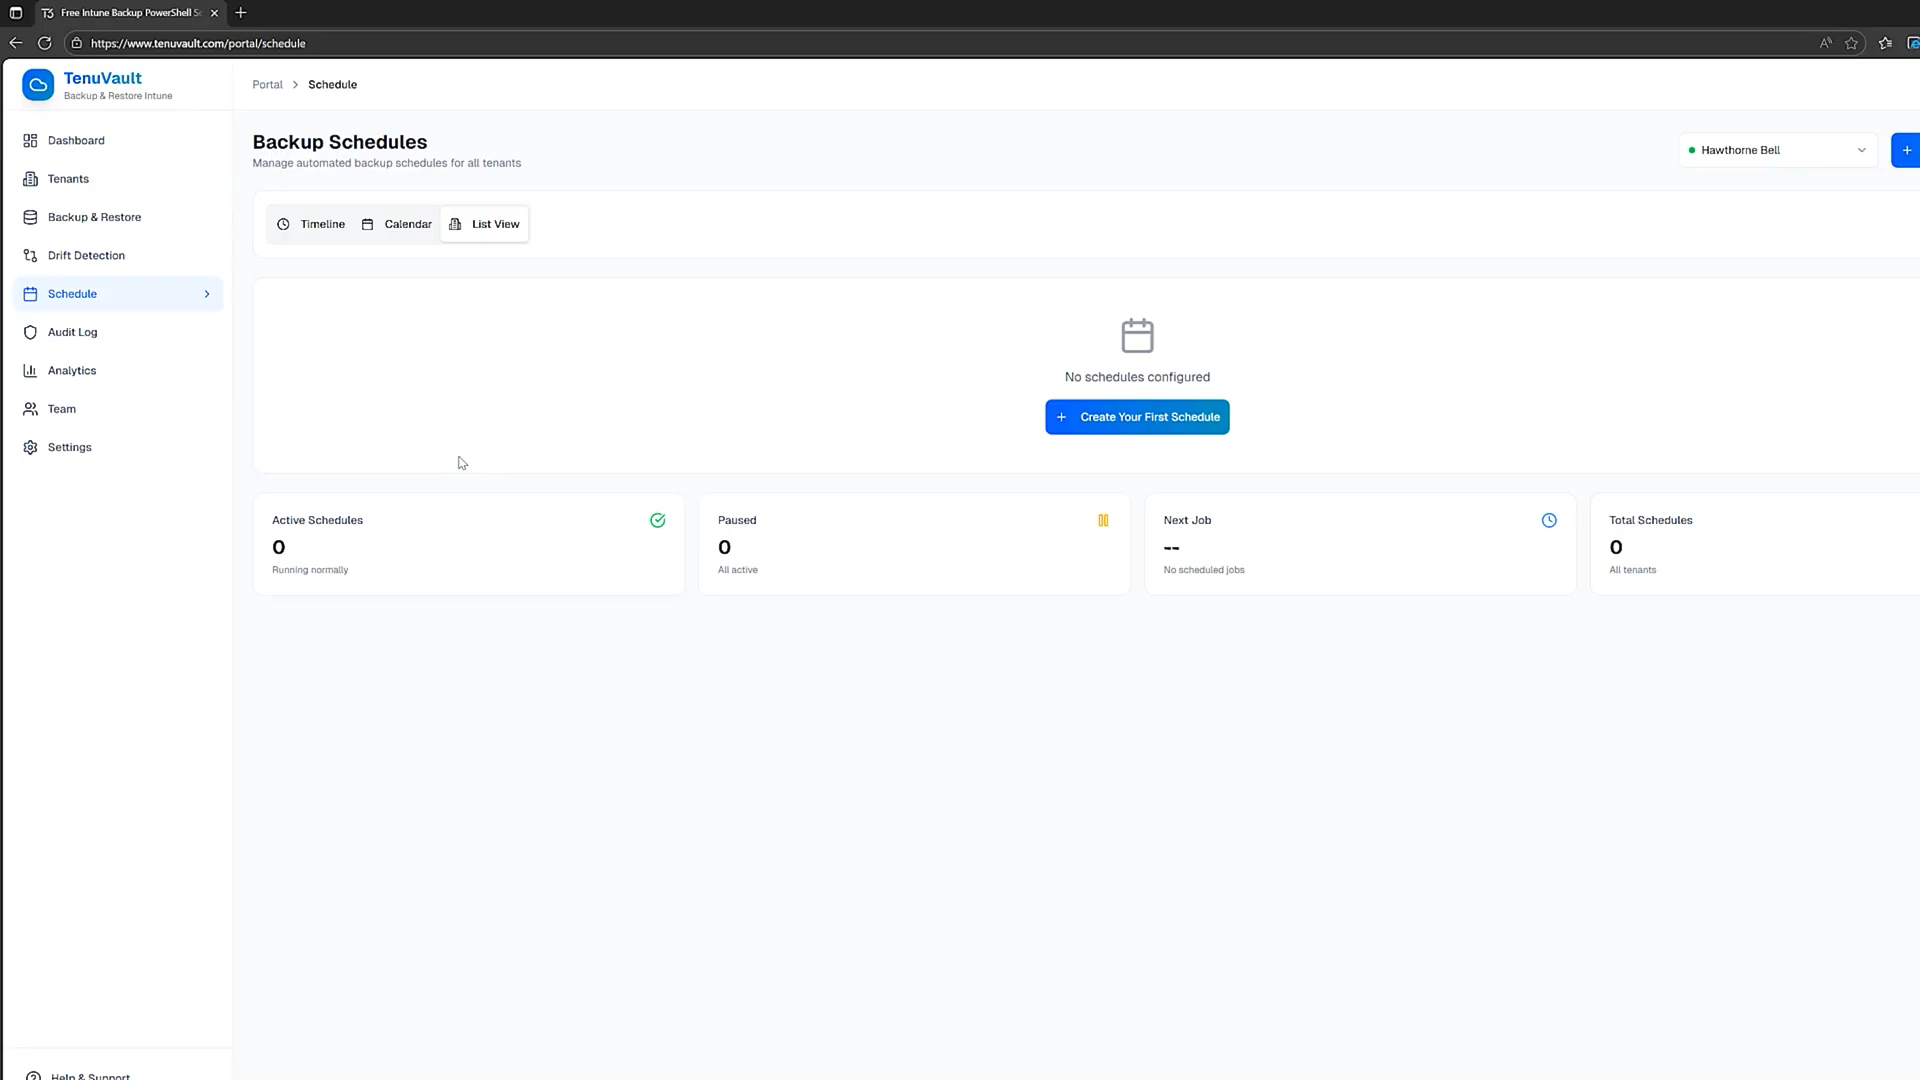 Free Intune Backup PowerShell S
https://www.tenuvault.com/portal/schedule
TenuVault
Backup & Restore Intune
Portal
Schedule
Dashboard
Tenants
Backup & Restore
Drift Detection
Schedule
Audit Log
Analytics
Team
Settings
Backup Schedules
Manage automated backup schedules for all tenants
Hawthorne Bell
Timeline
Calendar
List View
No schedules configured
Create Your First Schedule
Active Schedules
0
Running normally
Paused
0
All active
Next Job
--
No scheduled jobs
Total Schedules
0
All tenants
Help & Support